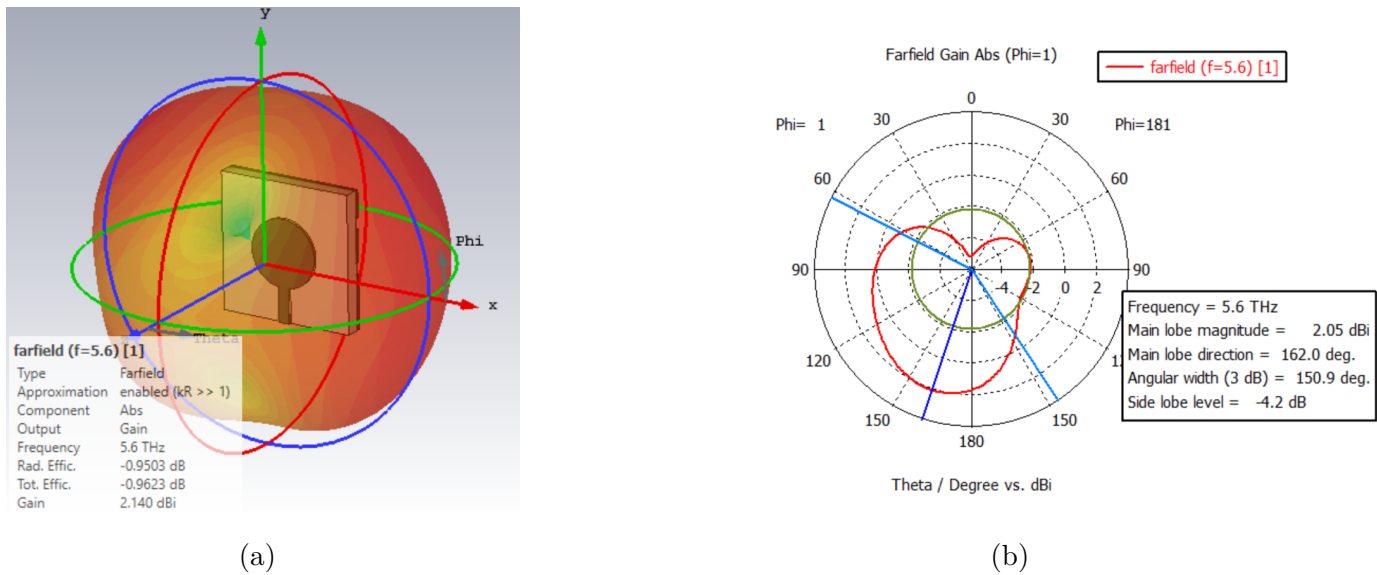 y
x
Phi
Theta
farfield (f=5.6) [1]
Type Farfield
Approximation enabled (kR >> 1)
Component Abs
Output Gain
Frequency 5.6 THz
Rad. Effic. -0.9503 dB
Tot. Effic. -0.9623 dB
Gain 2.140 dBi
(a)
Farfield Gain Abs (Phi=1)
farfield (f=5.6) [1]
Phi= 1
Phi=181
0
30 30
60 60
90 -4 -2 0 2 90
120
150 150
180
Frequency = 5.6 THz
Main lobe magnitude = 2.05 dBi
Main lobe direction = 162.0 deg.
Angular width (3 dB) = 150.9 deg.
Side lobe level = -4.2 dB
Theta / Degree vs. dBi
(b)